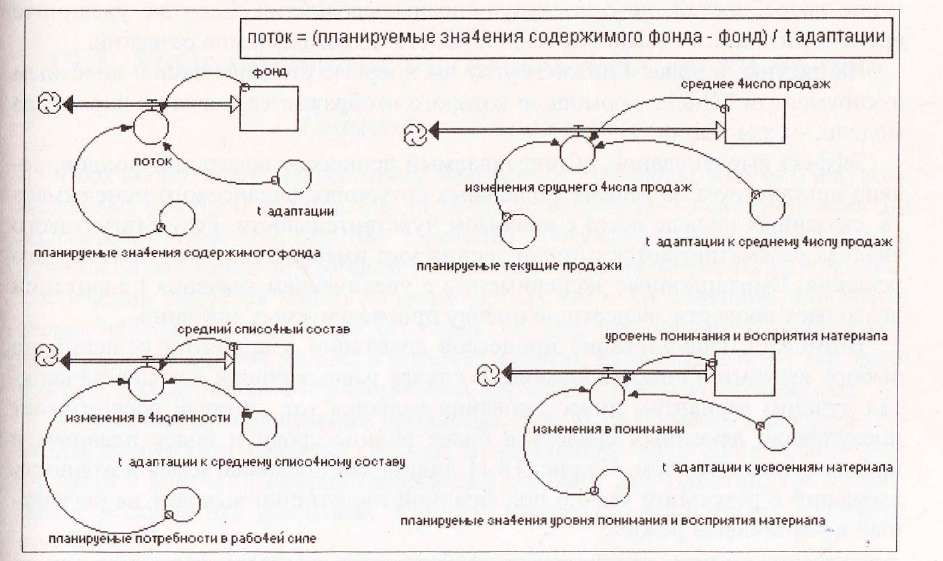 поток = (планируемые зна4ения содержимого фонда - фонд) / t адаптации
фонд
поток
t адаптации
планируемые зна4ения содержимого фонда
среднее 4исло продаж
изменения сруднего 4исла продаж
t адаптации к среднему 4ислу продаж
планируемые текущие продажи
средний списо4ный состав
изменения в 4исленности
t адаптации к среднему списо4ному составу
планируемые потребности в рабо4ей силе
уровень понимания и восприятия материала
изменения в понимании
t адаптации к усвоениям материала
планируемые зна4ения уровня понимания и восприятия материала